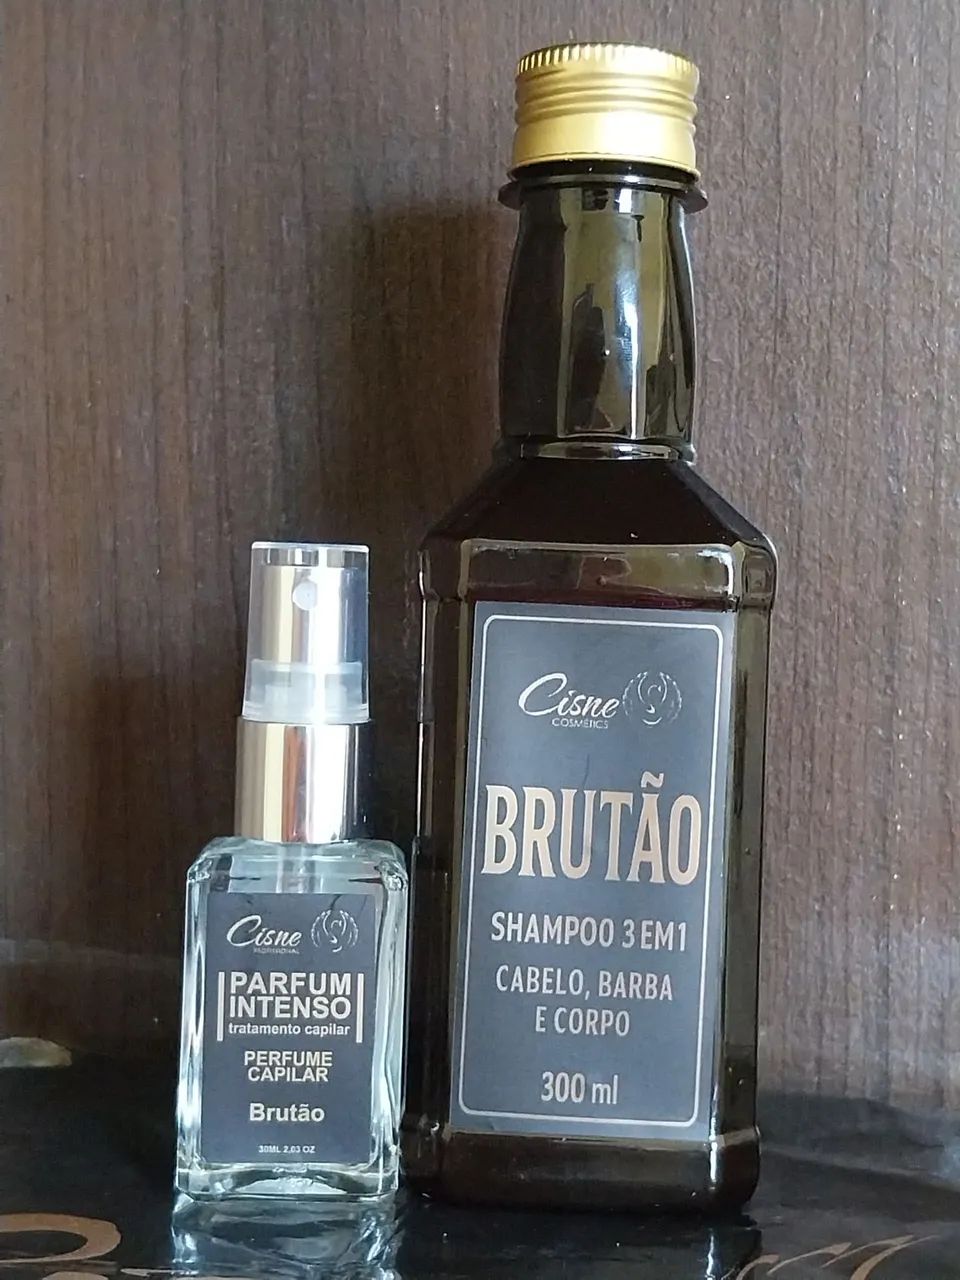 Cisne
PROFISSIONAL
PARFUM
INTENSO
tratamento capilar
PERFUME
CAPILAR
Brutão
30ML 2,03 OZ
Cisne
COSMETICS
BRUTÃO
SHAMPOO 3 EM 1
CABELO, BARBA
E CORPO
300 ml